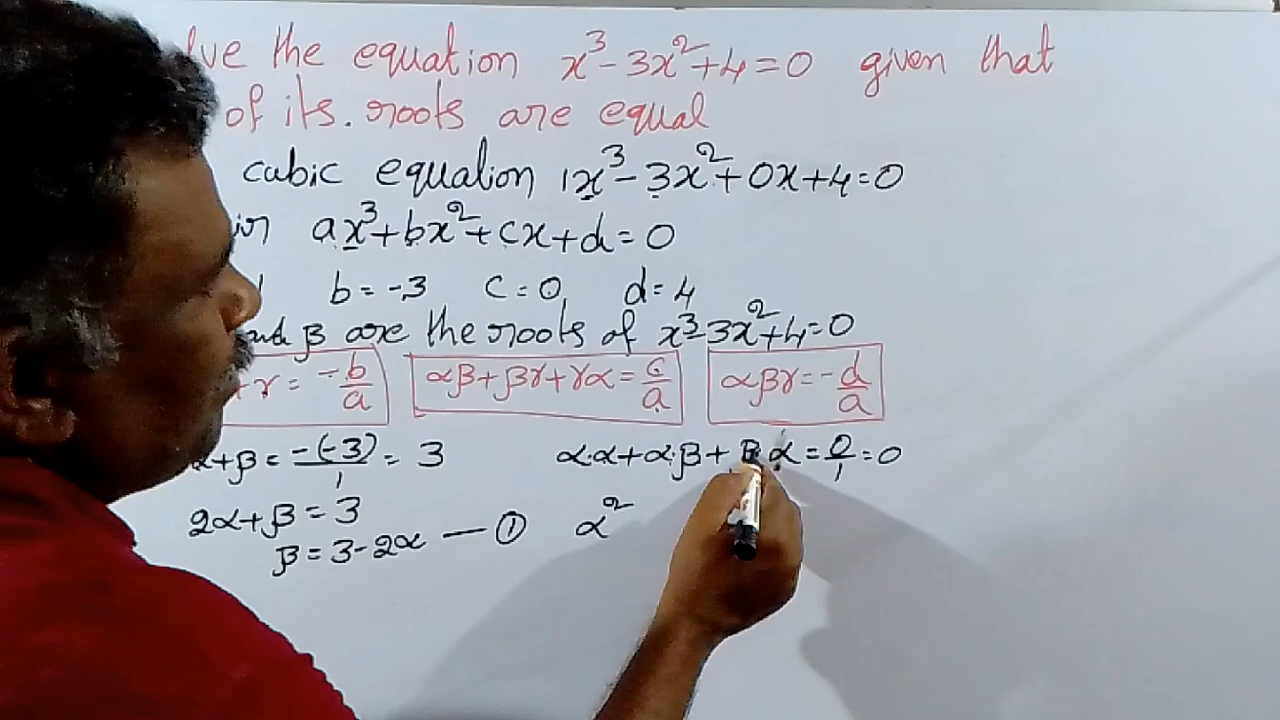 the equation x³-3x²+4=0 given that
of its. roots are equal
cubic equation 1x³-3x²+0x+4=0
ax³+bx²+cx+d=0
b=-3 c=0 d=4
β are the roots of x³-3x²+4=0
+γ=-b/a αβ+βγ+γα=c/a αβγ=-d/a
α+β=-(-3)/1=3 α.α+α.β+βα=0/1=0
2α+β=3 α²
β=3-2α — ①